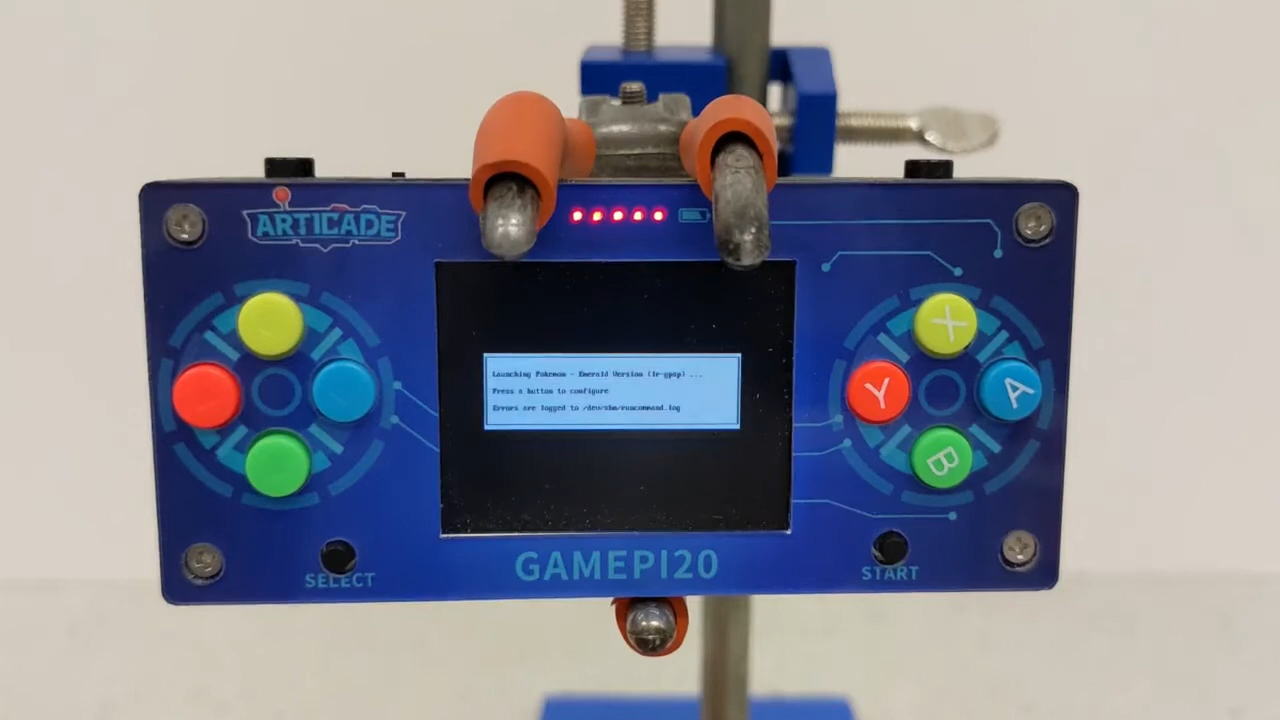 ARTICADE
Launching Pokemon - Emerald Version (lr-gpsp) ...
Press a button to configure
Errors are logged to /dev/shm/runcommand.log
X
Y
A
B
SELECT
GAMEPI20
START